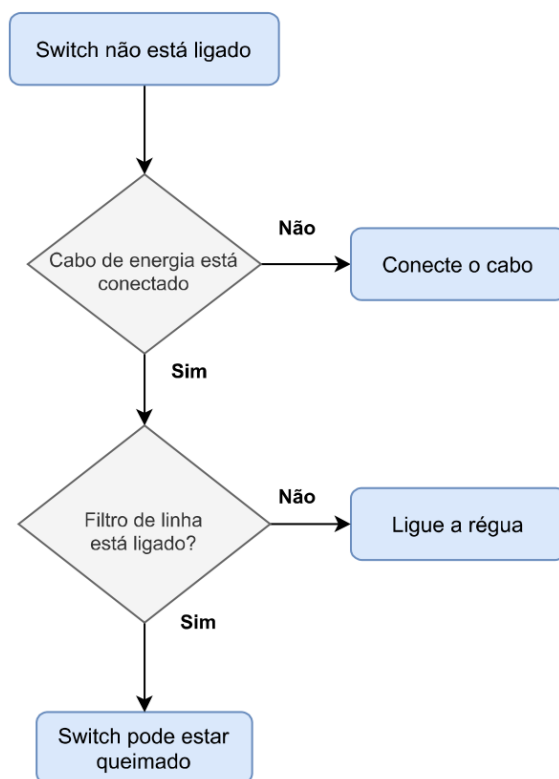 Switch não está ligado
Cabo de energia está
conectado
Não
Conecte o cabo
Sim
Filtro de linha
está ligado?
Não
Ligue a régua
Sim
Switch pode estar
queimado